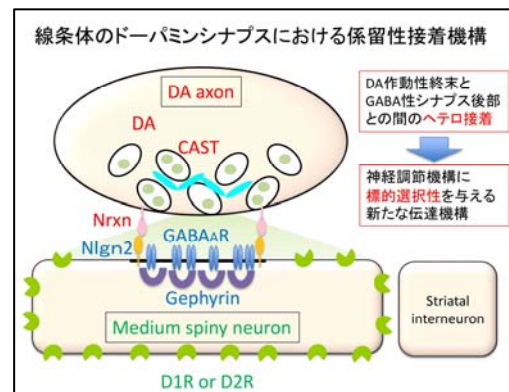 線条体のドーパミンシナプスにおける係留性接着機構
DA axon
DA
CAST
Nrxn
Nlgn2
GABAAR
Gephyrin
Medium spiny neuron
D1R or D2R
DA作動性終末と
GABA性シナプス後部
との間のヘテロ接着
神経調節機構に
標的選択性を与える
新たな伝達機構
Striatal
interneuron